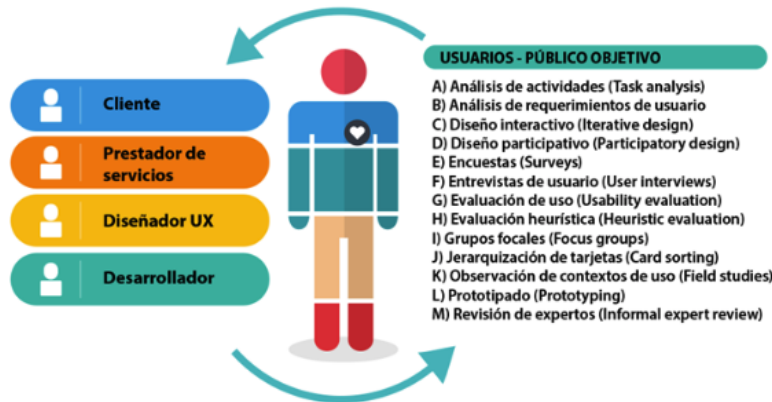 Cliente
Prestador de
servicios
Diseñador UX
Desarrollador
USUARIOS - PÚBLICO OBJETIVO
A) Análisis de actividades (Task analysis)
B) Análisis de requerimientos de usuario
C) Diseño interactivo (Iterative design)
D) Diseño participativo (Participatory design)
E) Encuestas (Surveys)
F) Entrevistas de usuario (User interviews)
G) Evaluación de uso (Usability evaluation)
H) Evaluación heurística (Heuristic evaluation)
I) Grupos focales (Focus groups)
J) Jerarquización de tarjetas (Card sorting)
K) Observación de contextos de uso (Field studies)
L) Prototipado (Prototyping)
M) Revisión de expertos (Informal expert review)